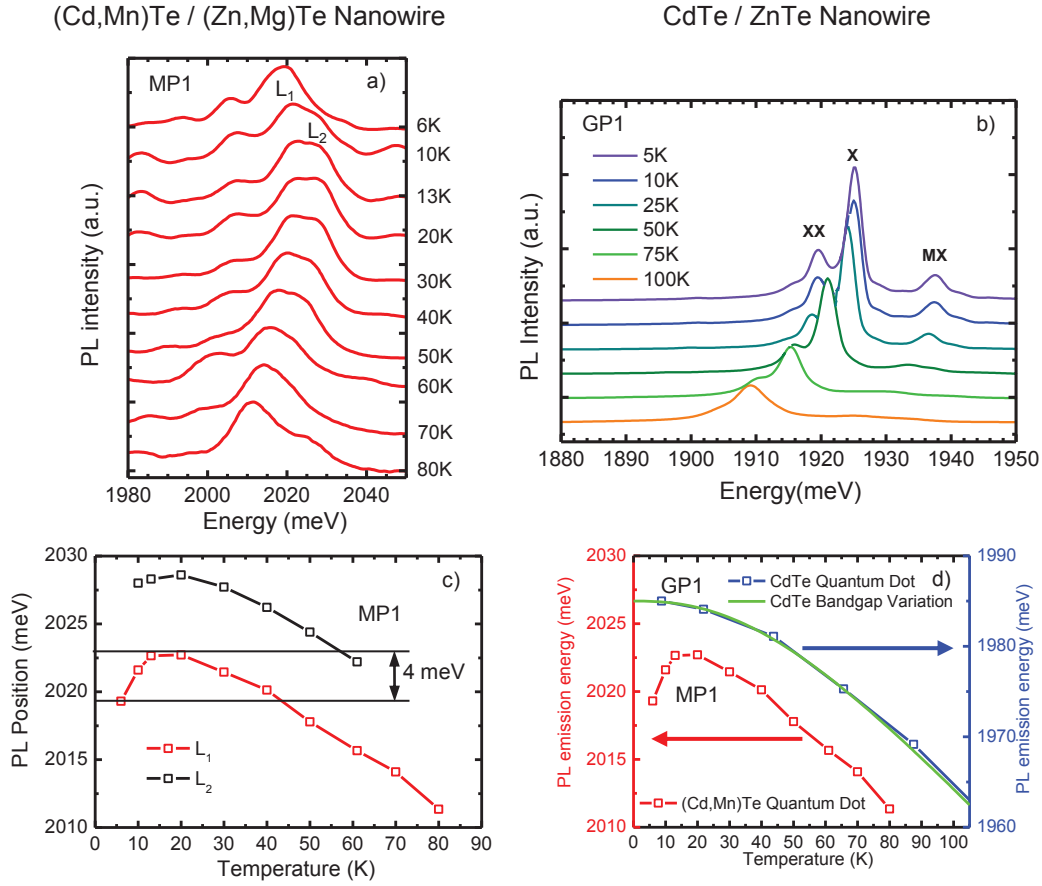 (Cd,Mn)Te / (Zn,Mg)Te Nanowire
CdTe / ZnTe Nanowire
MP1
a)
L1
L2
6K
10K
13K
20K
30K
40K
50K
60K
70K
80K
PL intensity (a.u.)
1980 2000 2020 2040
Energy (meV)
GP1
b)
5K
10K
25K
50K
75K
100K
X
XX
MX
PL Intensity (a.u.)
1880 1890 1900 1910 1920 1930 1940 1950
Energy(meV)
2030
2025
2020
2015
2010
PL Position (meV)
c)
MP1
4 meV
L1
L2
0 10 20 30 40 50 60 70 80 90
Temperature (K)
2030
2025
2020
2015
2010
PL emission energy (meV)
GP1
d)
CdTe Quantum Dot
CdTe Bandgap Variation
MP1
(Cd,Mn)Te Quantum Dot
1990
1980
1970
1960
PL emission energy (meV)
0 10 20 30 40 50 60 70 80 90 100
Temperature (K)